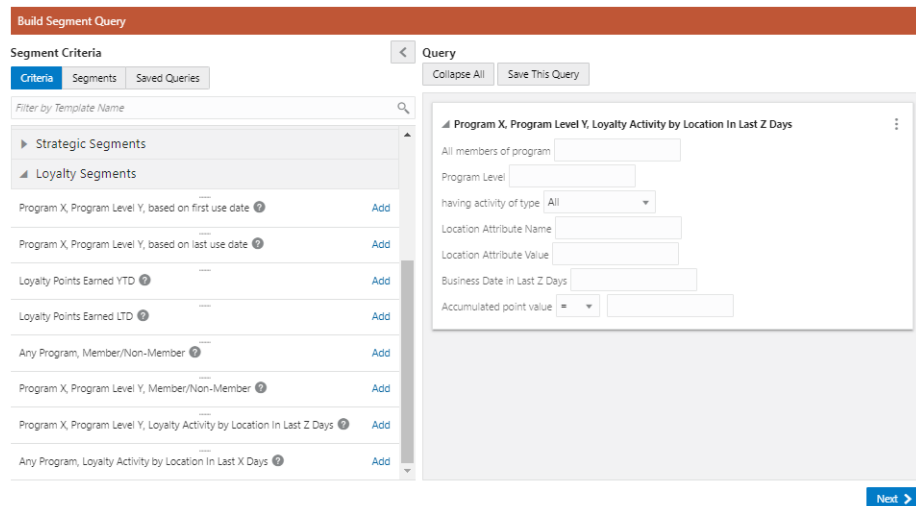 Build Segment Query
Segment Criteria
Criteria
Segments
Saved Queries
Filter by Template Name
Strategic Segments
Loyalty Segments
Program X, Program Level Y, based on first use date ? Add
Program X, Program Level Y, based on last use date ? Add
Loyalty Points Earned YTD ? Add
Loyalty Points Earned LTD ? Add
Any Program, Member/Non-Member ? Add
Program X, Program Level Y, Member/Non-Member ? Add
Program X, Program Level Y, Loyalty Activity by Location In Last Z Days ? Add
Any Program, Loyalty Activity by Location In Last X Days ? Add
Query
Collapse All
Save This Query
Program X, Program Level Y, Loyalty Activity by Location In Last Z Days
All members of program
Program Level
having activity of type All
Location Attribute Name
Location Attribute Value
Business Date in Last Z Days
Accumulated point value =
Next